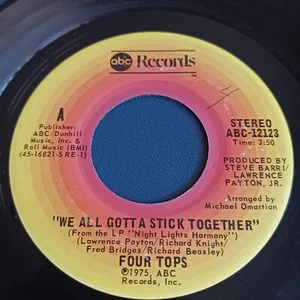 abc Records
A
Publisher:
ABC/Dunhill
Music, Inc. &
Rall Music (BMI)
(45-16821-S RE-1)
4
STEREO
ABC-12123
Time: 3:50
PRODUCED BY
STEVE BARRI/
LAWRENCE
PAYTON, JR.
Arranged by
Michael Omartian
"WE ALL GOTTA STICK TOGETHER"
(From the LP "Night Lights Harmony")
(Lawrence Payton/Richard Knight/
Fred Bridges/Richard Beasley)
FOUR TOPS
Ⓟ1975, ABC
Records, Inc.